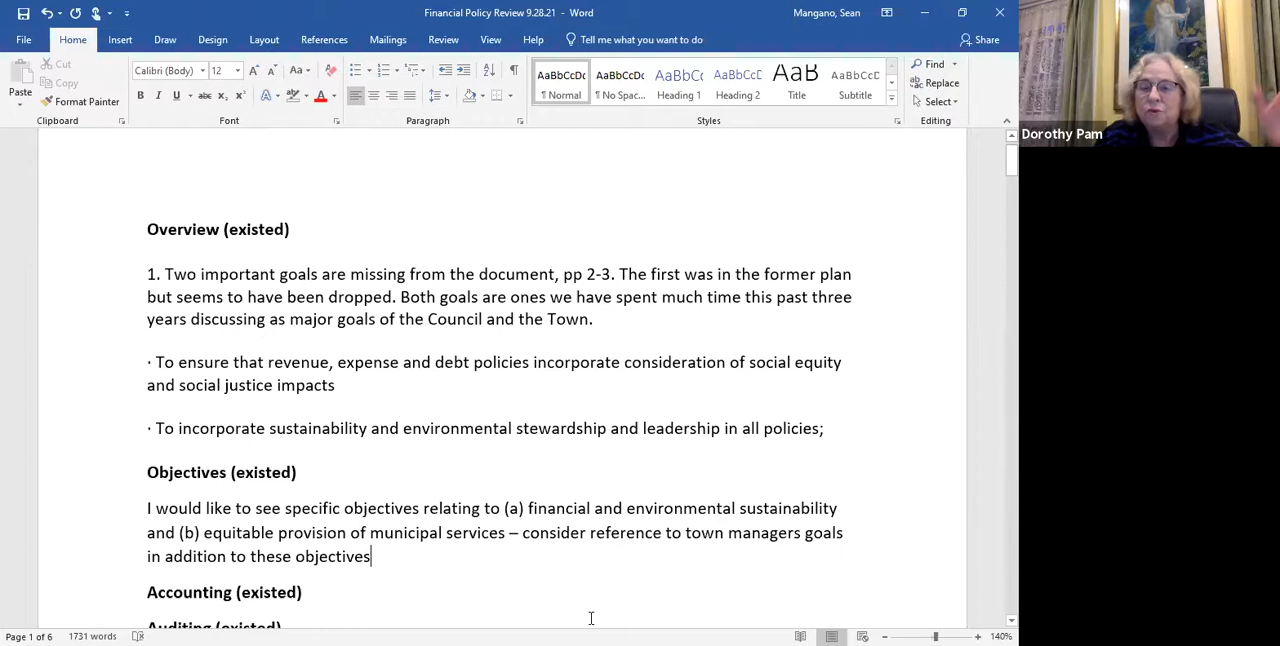 Financial Policy Review 9.28.21 - Word
Mangano, Sean
File Home Insert Draw Design Layout References Mailings Review View Help Tell me what you want to do Share
Paste
Cut
Copy
Format Painter
Clipboard
Calibri (Body) 12
Font
Paragraph
AaBbCcDc AaBbCcDc AaBbCc AaBbCcD AaB AaBbCcD
¶ Normal ¶ No Spac... Heading 1 Heading 2 Title Subtitle
Styles
Find
Replace
Select
Editing
Dorothy Pam
Overview (existed)
1. Two important goals are missing from the document, pp 2-3. The first was in the former plan
but seems to have been dropped. Both goals are ones we have spent much time this past three
years discussing as major goals of the Council and the Town.
· To ensure that revenue, expense and debt policies incorporate consideration of social equity
and social justice impacts
· To incorporate sustainability and environmental stewardship and leadership in all policies;
Objectives (existed)
I would like to see specific objectives relating to (a) financial and environmental sustainability
and (b) equitable provision of municipal services – consider reference to town managers goals
in addition to these objectives
Accounting (existed)
Auditing (existed)
Page 1 of 6 1731 words 140%